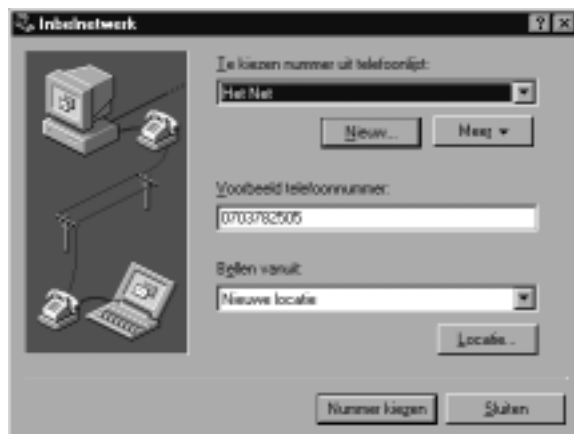 Inbelnetwerk
Te kiezen nummer uit telefoonlijst:
Het Net
Nieuw... Meer
Voorbeeld telefoonnummer:
0703782505
Bellen vanuit:
Nieuwe locatie
Locatie...
Nummer kiezen Sluiten